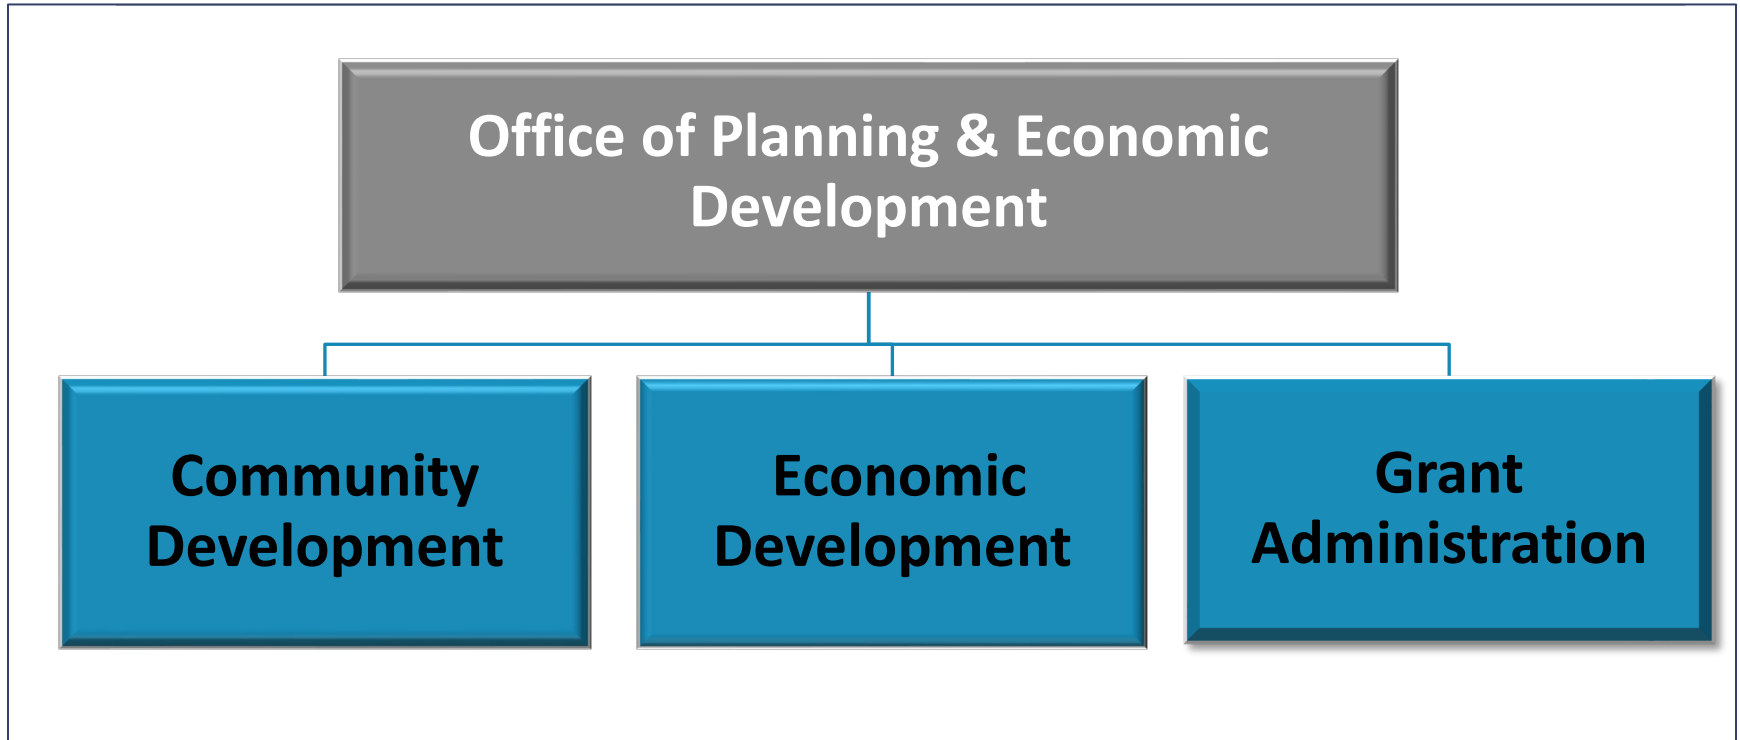 Office of Planning & Economic
Development
Community
Development
Economic
Development
Grant
Administration